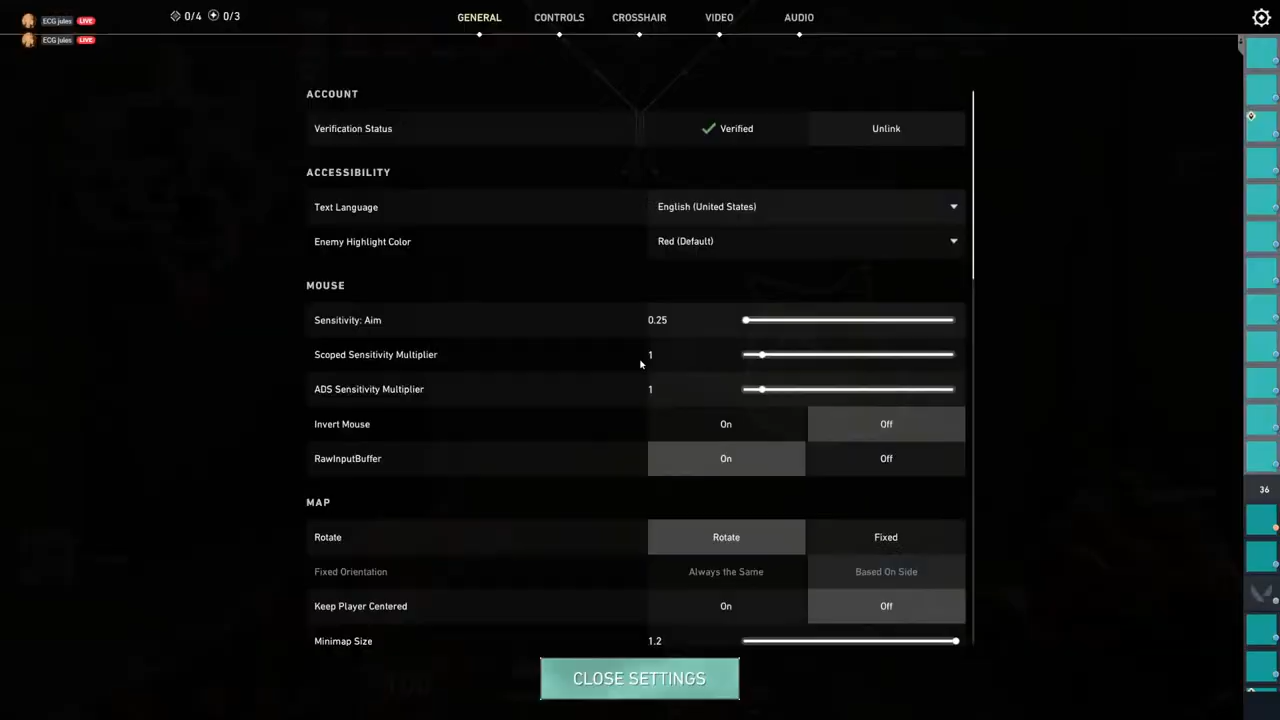 ECG jules LIVE
ECG jules LIVE
0/4 0/3
GENERAL CONTROLS CROSSHAIR VIDEO AUDIO
ACCOUNT
Verification Status Verified Unlink
ACCESSIBILITY
Text Language English (United States)
Enemy Highlight Color Red (Default)
MOUSE
Sensitivity: Aim 0.25
Scoped Sensitivity Multiplier 1
ADS Sensitivity Multiplier 1
Invert Mouse On Off
RawInputBuffer On Off
36
MAP
Rotate Rotate Fixed
Fixed Orientation Always the Same Based On Side
Keep Player Centered On Off
Minimap Size 1.2
CLOSE SETTINGS